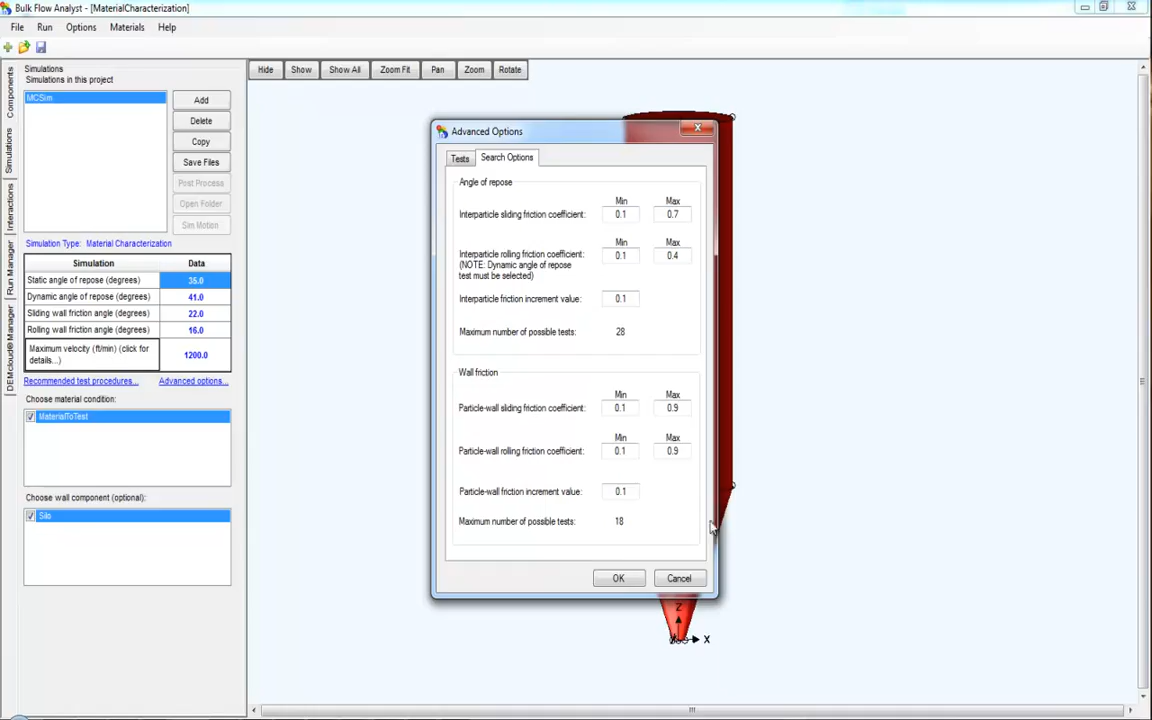 Bulk Flow Analyst - [MaterialCharacterization]
File Run Options Materials Help
Components
Simulations
Interactions
Run Manager
DEMcloud® Manager
Simulations
Simulations in this project
MCSim
Add
Delete
Copy
Save Files
Post Process
Open Folder
Sim Motion
Simulation Type: Material Characterization
Simulation Data
Static angle of repose (degrees) 35.0
Dynamic angle of repose (degrees) 41.0
Sliding wall friction angle (degrees) 22.0
Rolling wall friction angle (degrees) 16.0
Maximum velocity (ft/min) (click for
details...) 1200.0
Recommended test procedures... Advanced options...
Choose material condition:
MaterialToTest
Choose wall component (optional):
Silo
Hide Show Show All Zoom Fit Pan Zoom Rotate
Advanced Options
Tests Search Options
Angle of repose
Min Max
Interparticle sliding friction coefficient: 0.1 0.7
Min Max
Interparticle rolling friction coefficient: 0.1 0.4
(NOTE: Dynamic angle of repose
test must be selected)
Interparticle friction increment value: 0.1
Maximum number of possible tests: 28
Wall friction
Min Max
Particle-wall sliding friction coefficient: 0.1 0.9
Min Max
Particle-wall rolling friction coefficient: 0.1 0.9
Particle-wall friction increment value: 0.1
Maximum number of possible tests: 18
OK Cancel
Z
X